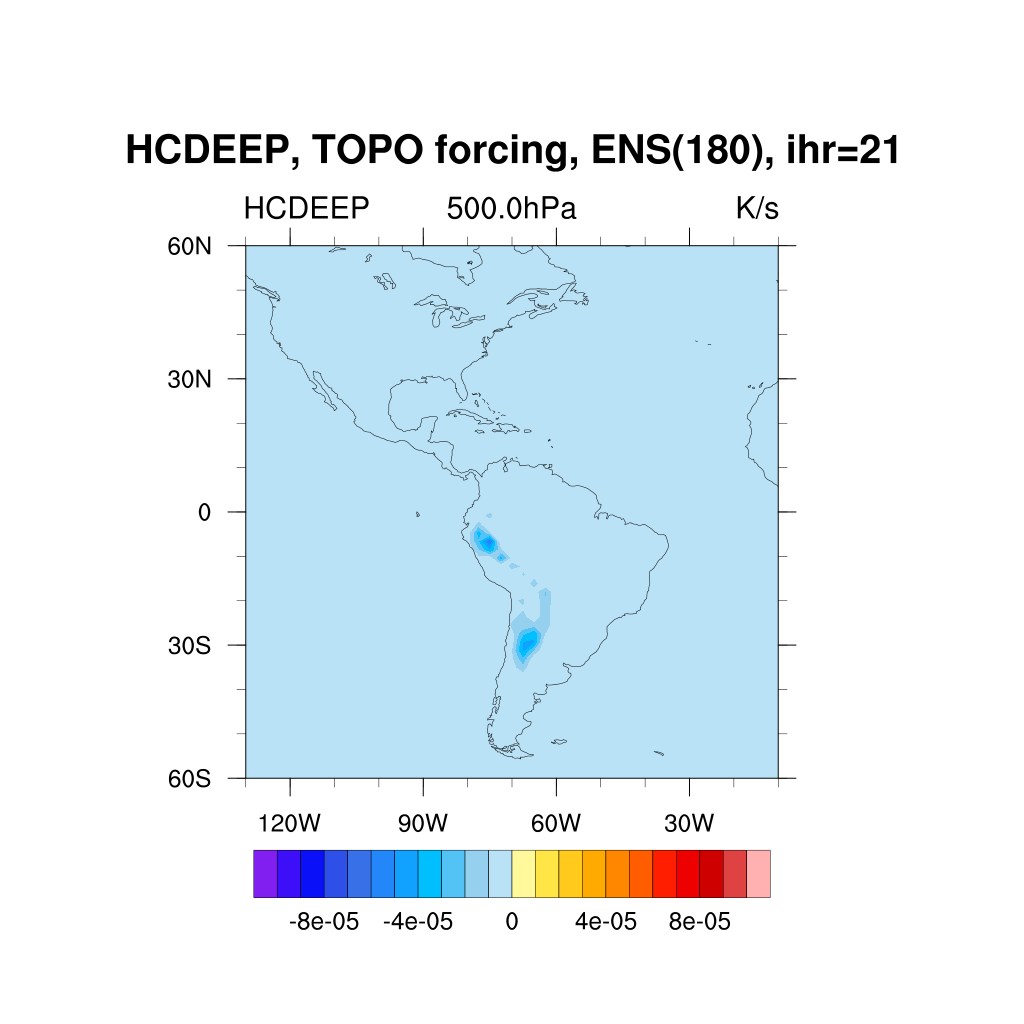 HCDEEP, TOPO forcing, ENS(180), ihr=21
HCDEEP 500.0hPa K/s
60N
30N
0
30S
60S
120W 90W 60W 30W
-8e-05 -4e-05 0 4e-05 8e-05